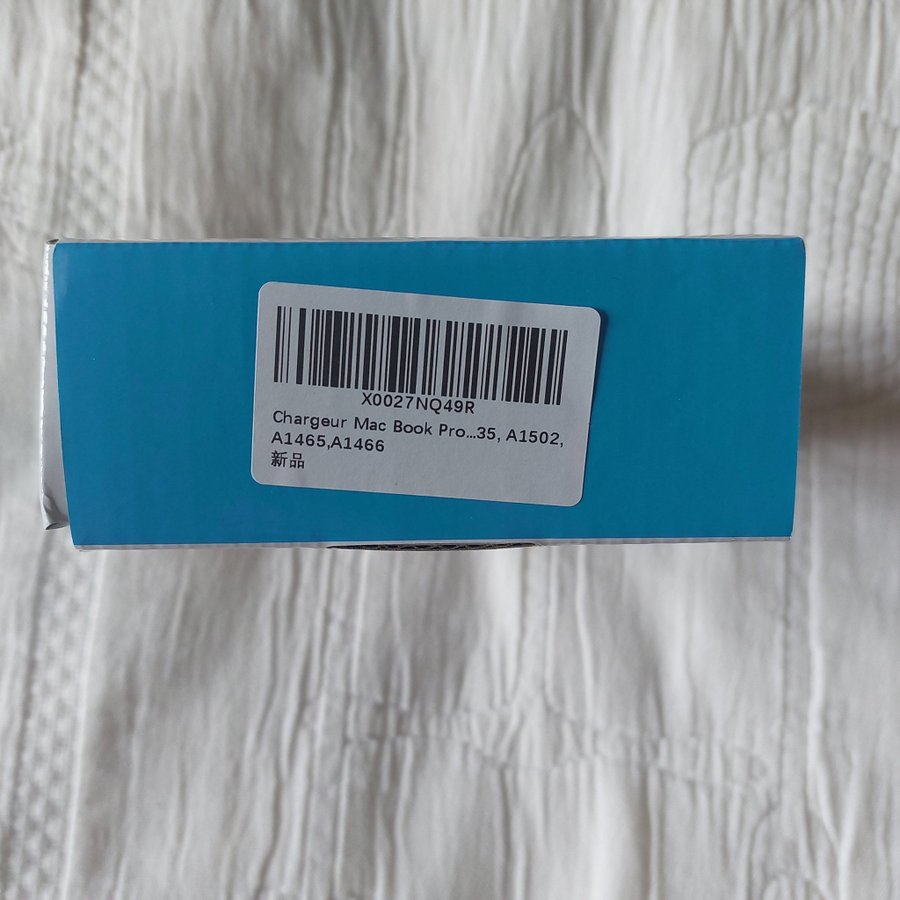 X0027NQ49R
Chargeur Mac Book Pro...35, A1502,
A1465,A1466
新品